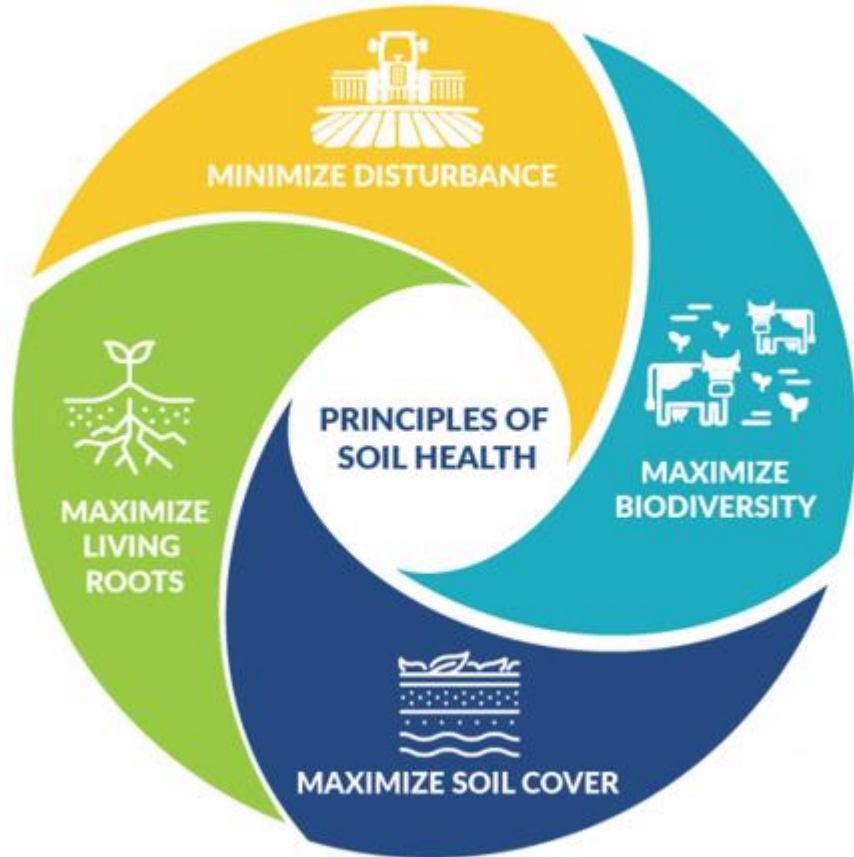 MINIMIZE DISTURBANCE
PRINCIPLES OF
SOIL HEALTH
MAXIMIZE
BIODIVERSITY
MAXIMIZE
LIVING
ROOTS
MAXIMIZE SOIL COVER